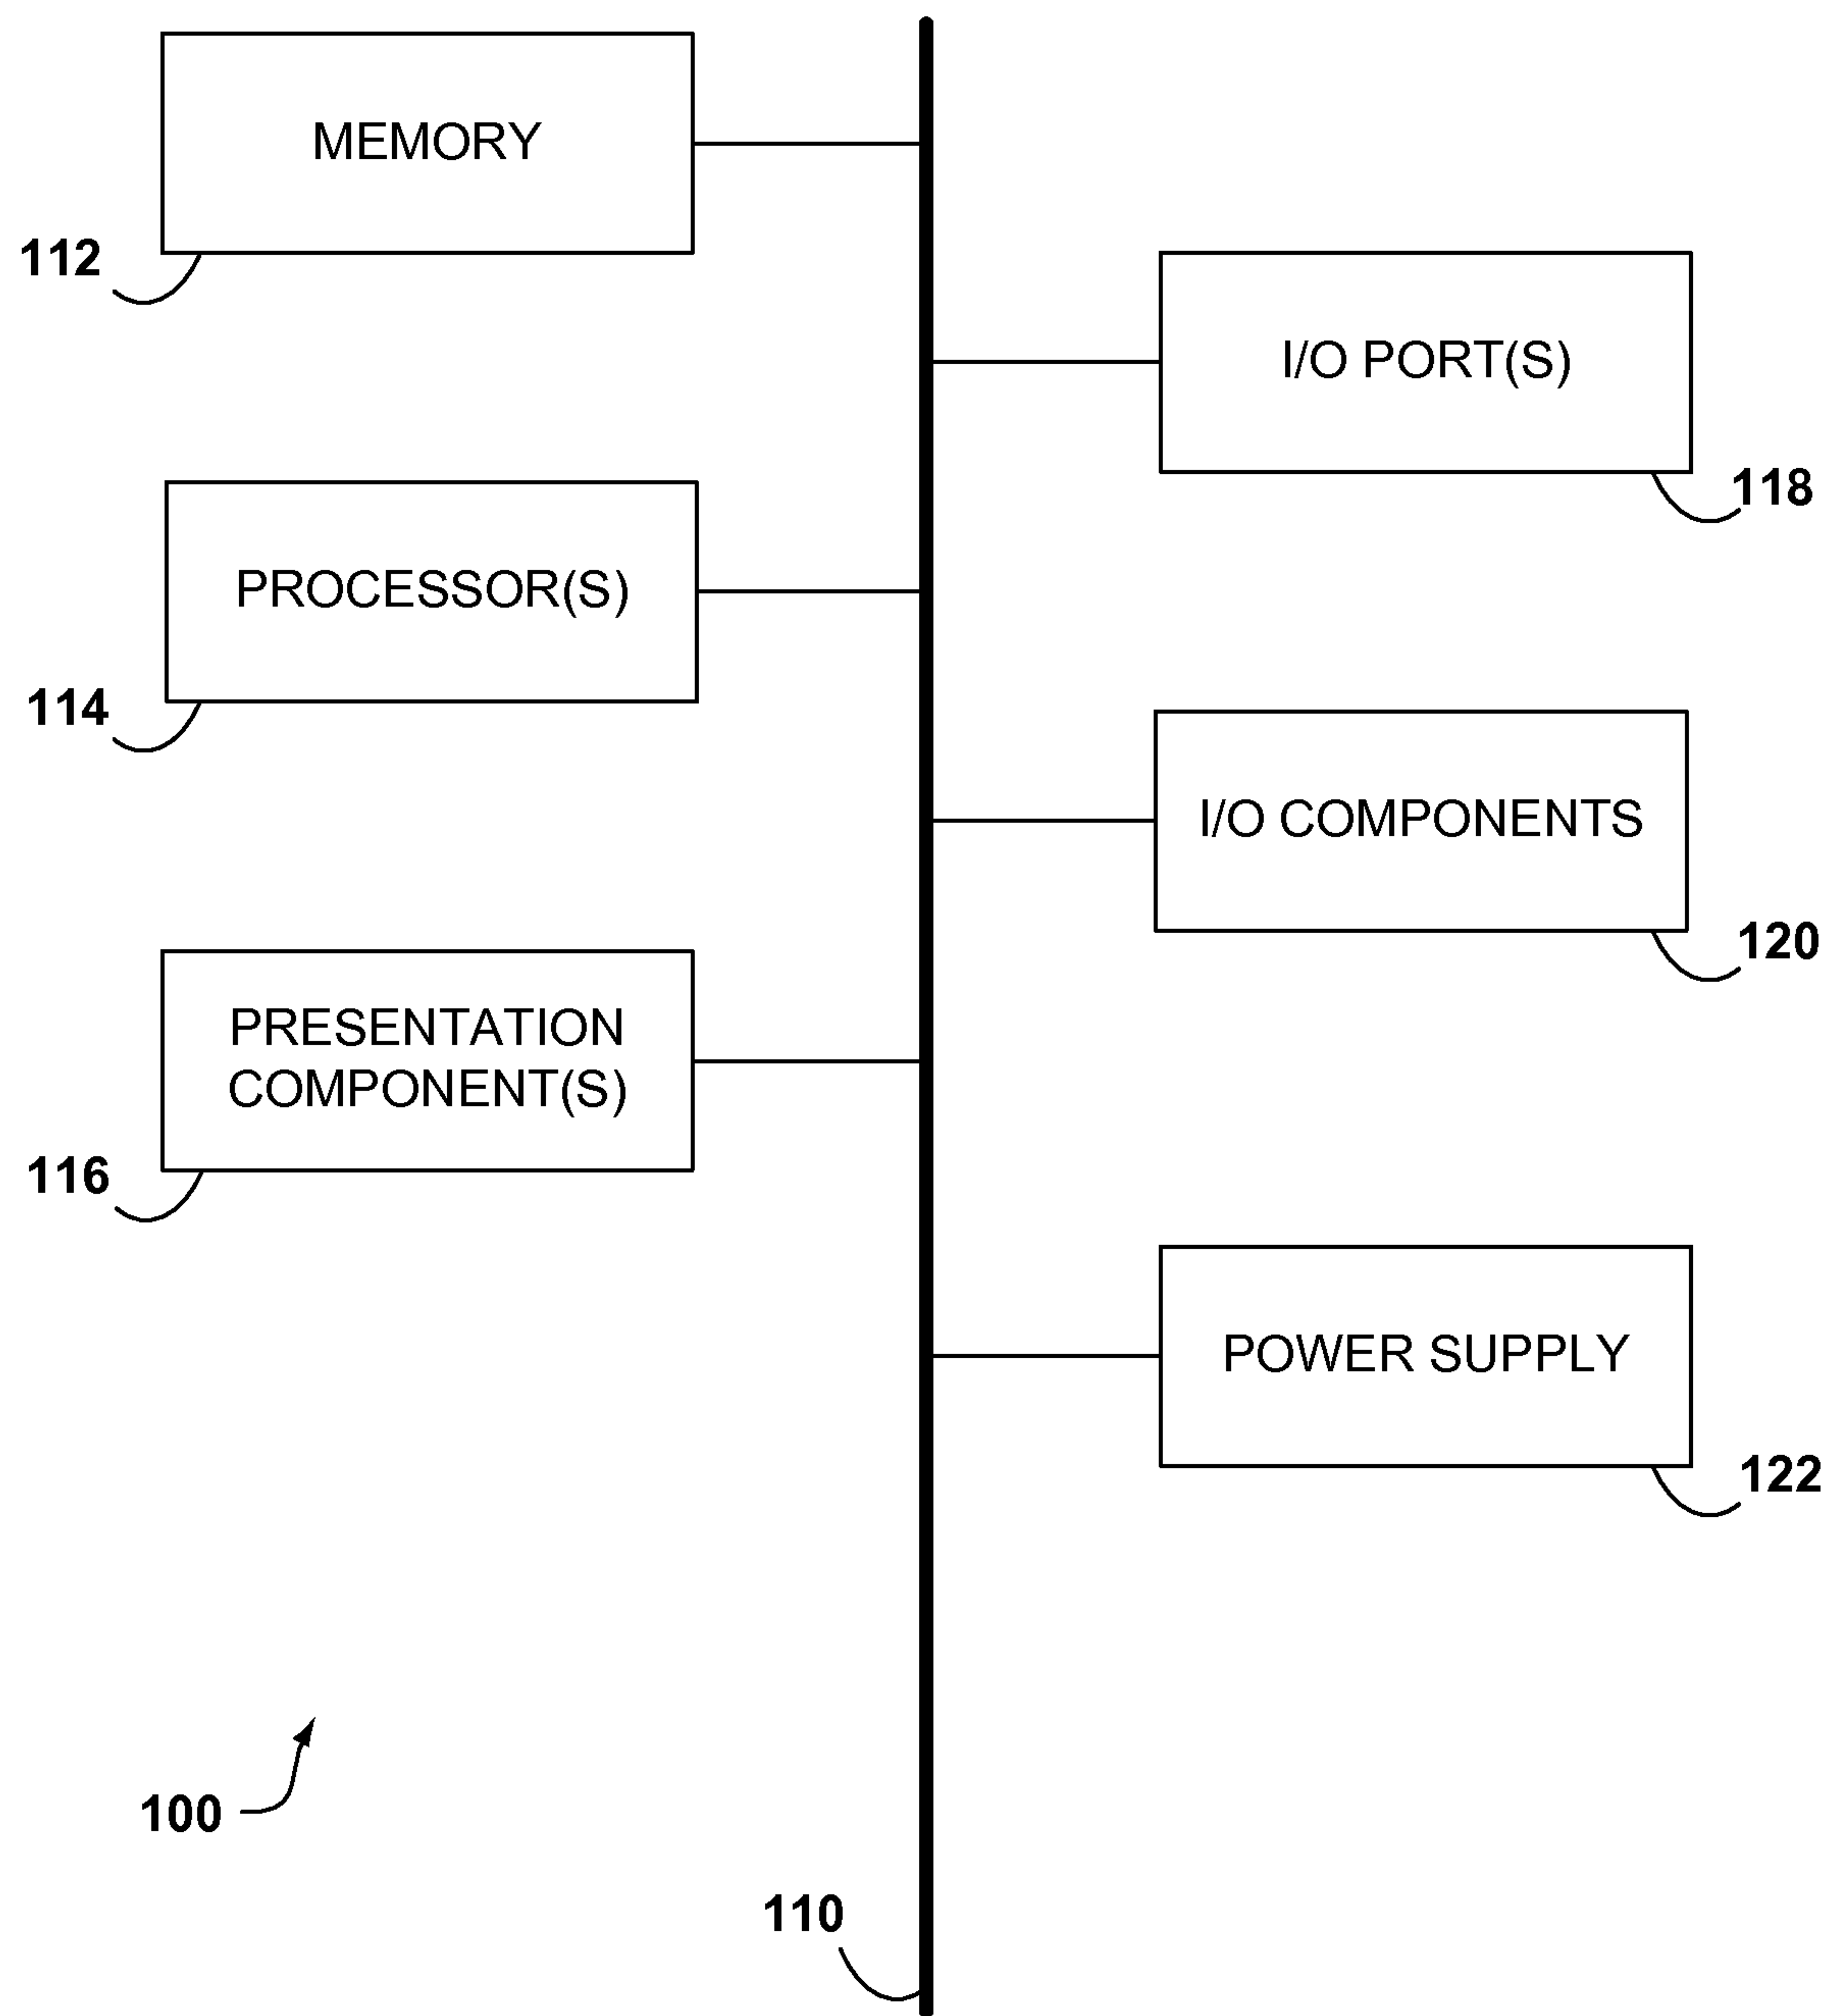 MEMORY
112
I/O PORT(S)
118
PROCESSOR(S)
114
I/O COMPONENTS
120
PRESENTATION
COMPONENT(S)
116
POWER SUPPLY
122
100
110